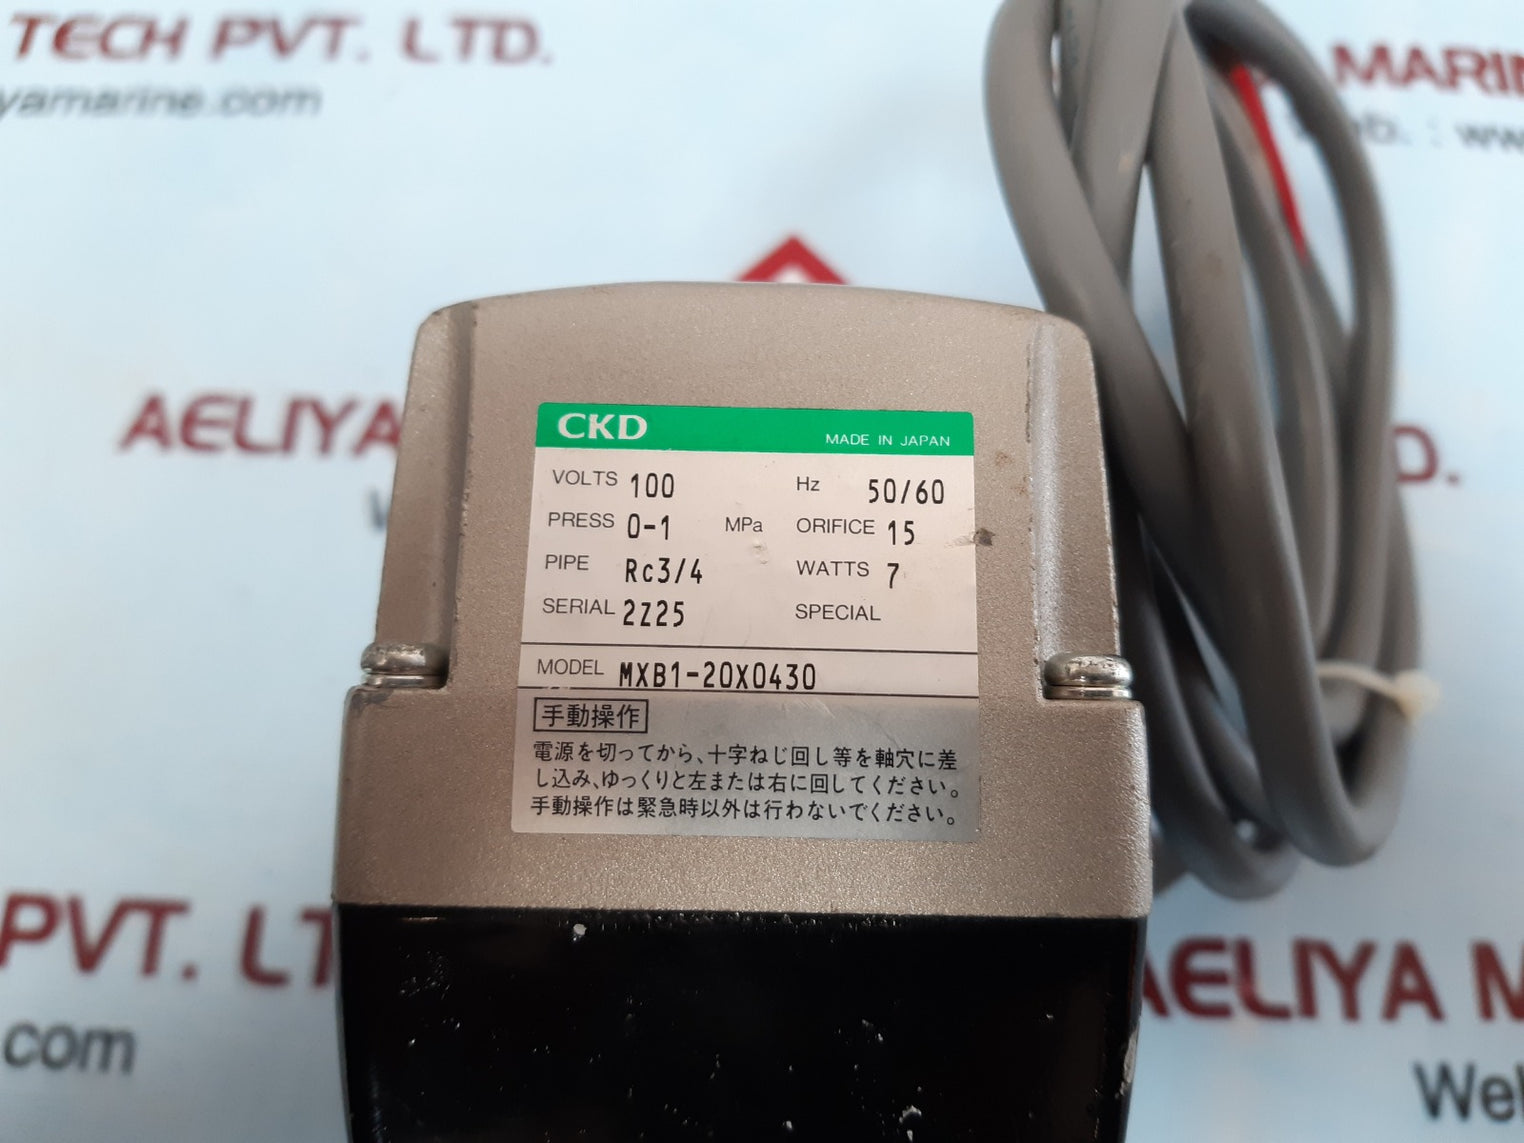 TECH PVT. LTD.
yamarine.com
MARIN
AELIYA
D.
CKD
MADE IN JAPAN
VOLTS 100 Hz 50/60
PRESS 0-1 MPa ORIFICE 15
PIPE Rc3/4 WATTS 7
SERIAL 2Z25 SPECIAL
MODEL MXB1-20X0430
手動操作
電源を切ってから、十字ねじ回し等を軸穴に差
し込み、ゆっくりと左または右に回してください。
手動操作は緊急時以外は行わないでください。
PVT. LT
AELIYA M
.com
Web